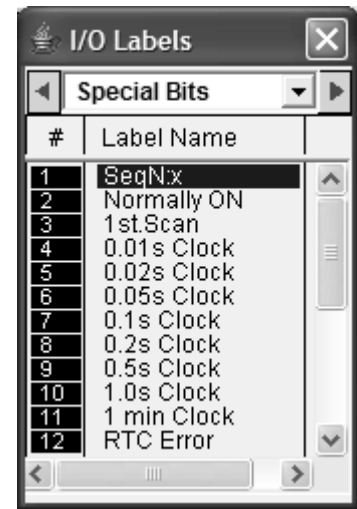 I/O Labels
Special Bits
# Label Name
1 SeqN:x
2 Normally ON
3 1st.Scan
4 0.01s Clock
5 0.02s Clock
6 0.05s Clock
7 0.1s Clock
8 0.2s Clock
9 0.5s Clock
10 1.0s Clock
11 1 min Clock
12 RTC Error